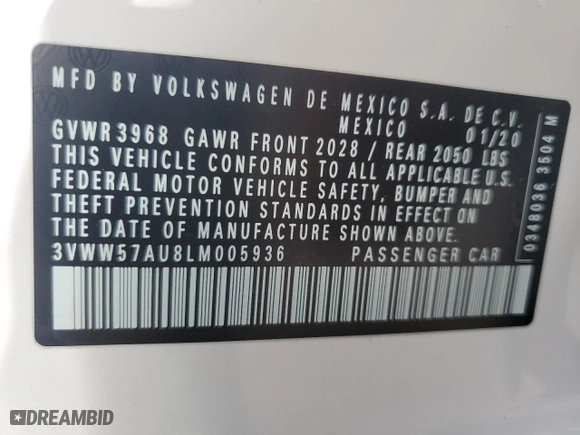 MFD BY VOLKSWAGEN DE MEXICO S.A. DE C.V.
MEXICO 01/20
GVWR 3968 GAWR FRONT 2028 / REAR 2050 LBS
THIS VEHICLE CONFORMS TO ALL APPLICABLE U.S.
FEDERAL MOTOR VEHICLE SAFETY, BUMPER AND
THEFT PREVENTION STANDARDS IN EFFECT ON
THE DATE OF MANUFACTURE SHOWN ABOVE.
3VWW57AU8LM005936 PASSENGER CAR
0348036 3504 M
DREAMBID